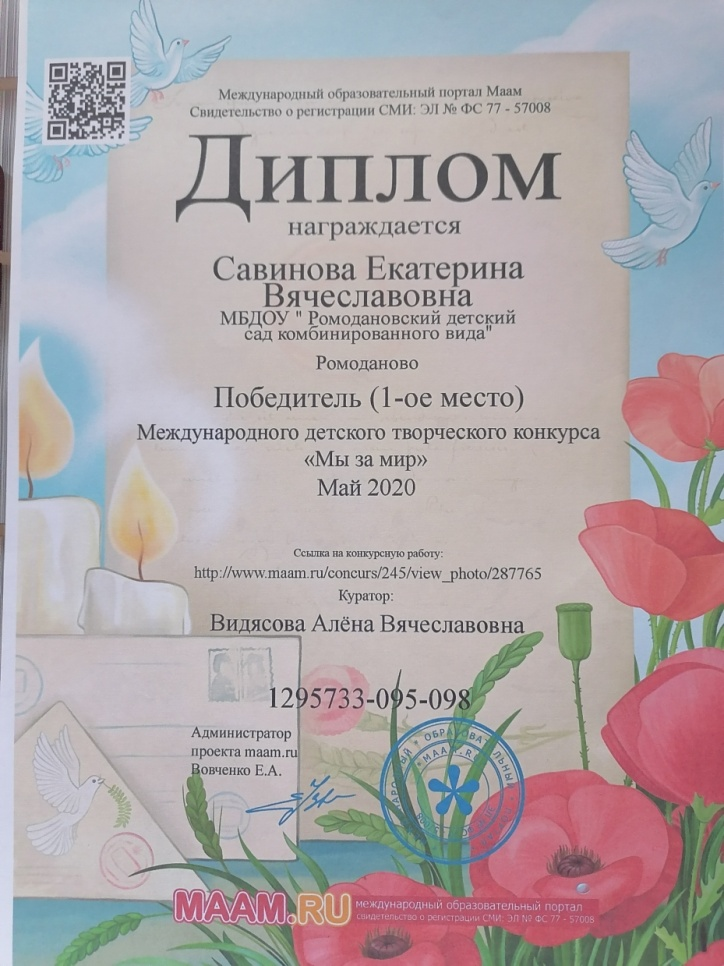 Международный образовательный портал Маам
Свидетельство о регистрации СМИ: ЭЛ № ФС 77 - 57008
Диплом
награждается
Савинова Екатерина
Вячеславовна
МБДОУ " Ромодановский детский
сад комбинированного вида"
Ромоданово
Победитель (1-ое место)
Международного детского творческого конкурса
«Мы за мир»
Май 2020
Ссылка на конкурсную работу:
http://www.maam.ru/concurs/245/view_photo/287765
Куратор:
Видясова Алёна Вячеславовна
1295733-095-098
Администратор
проекта maam.ru
Вовченко Е.А.
ОБРАЗОВАТЕЛЬНЫЙ
MAAM.RU
MAAM.RU
международный образовательный портал
свидетельство о регистрации СМИ: ЭЛ № ФС 77 - 57008